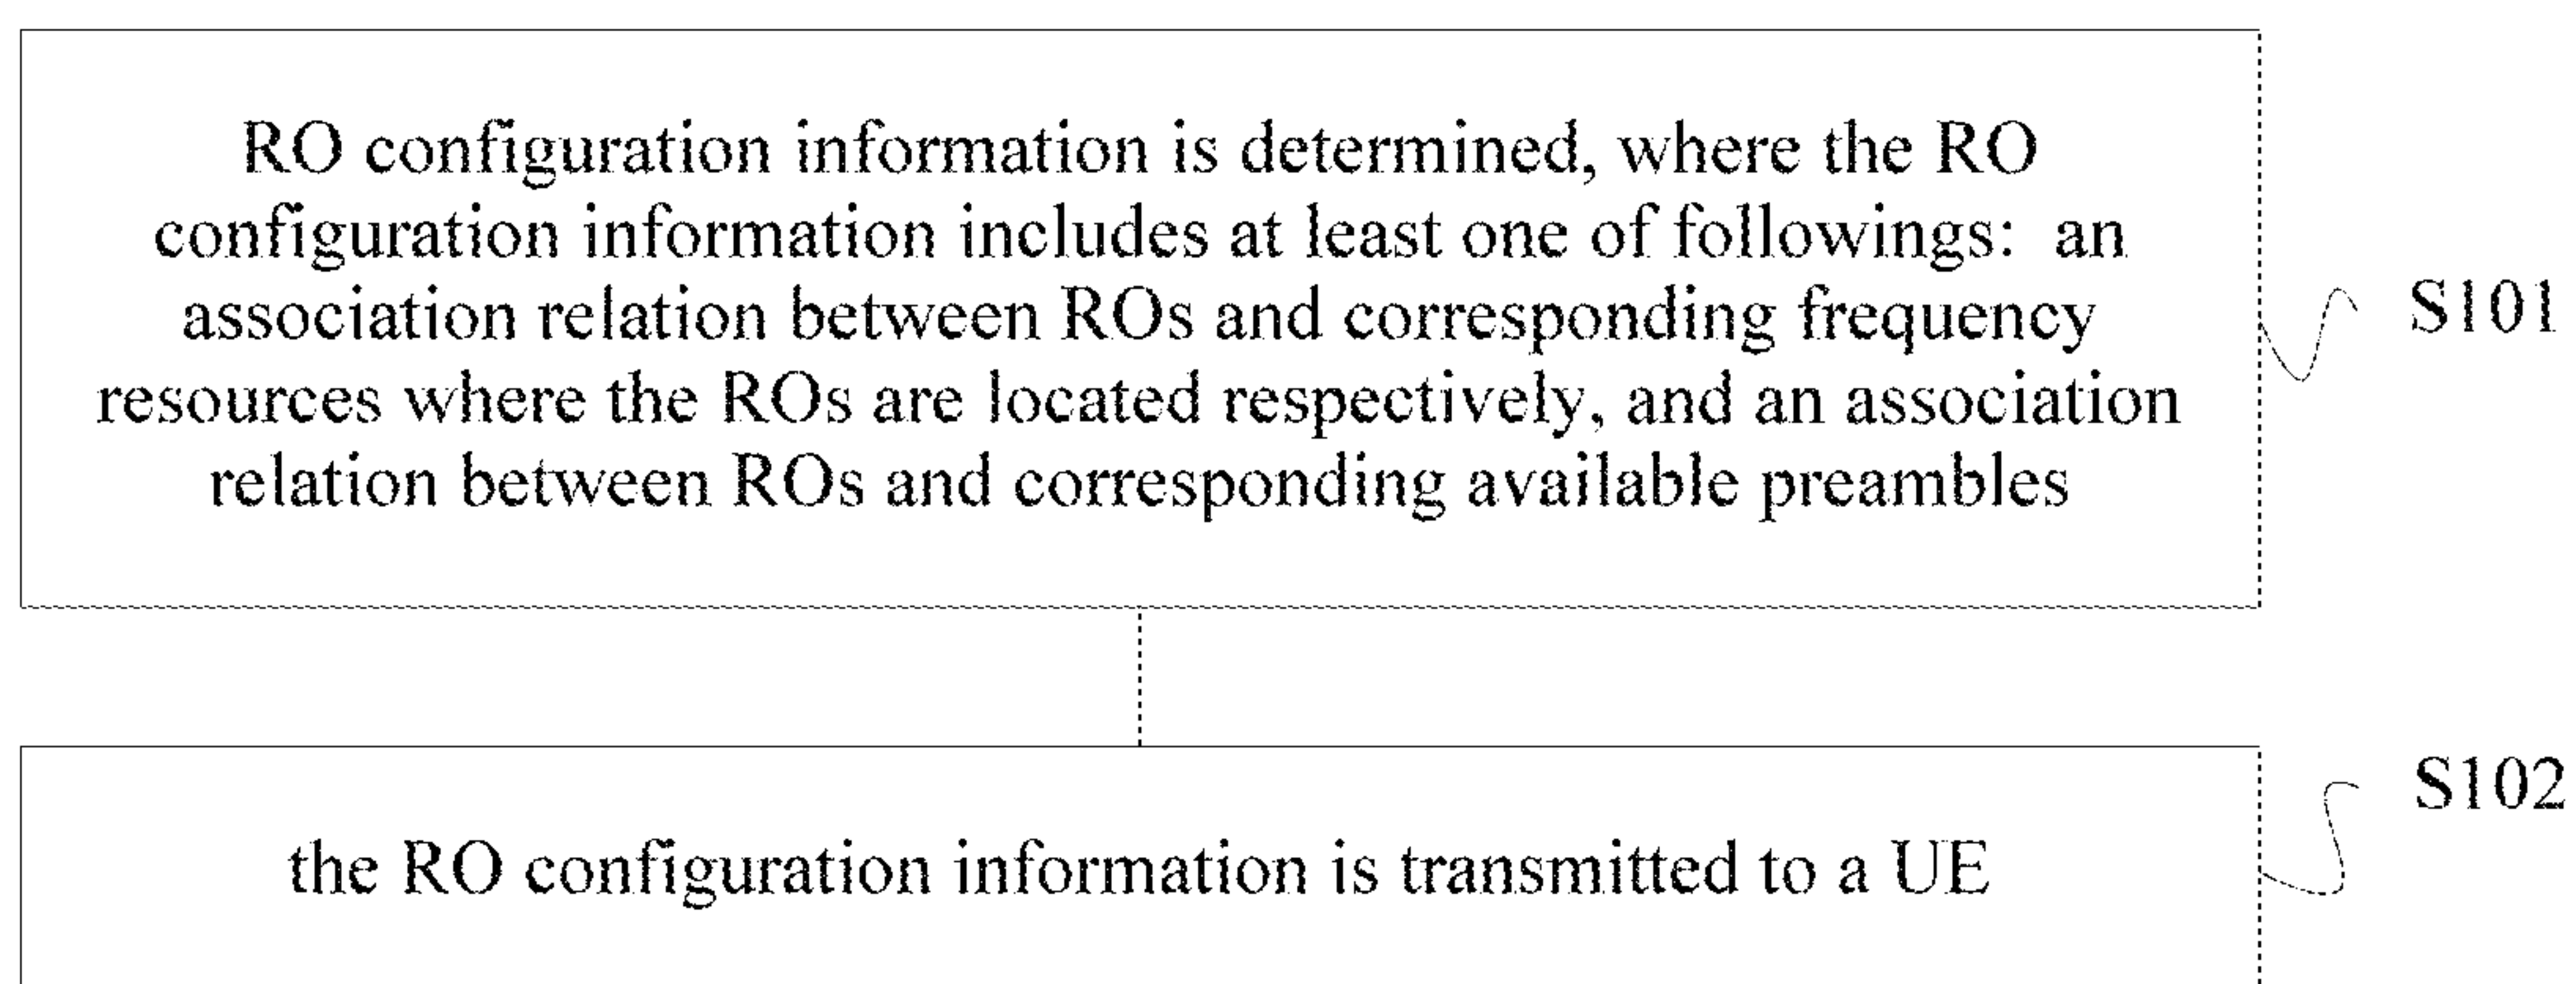 RO configuration information is determined, where the RO
configuration information includes at least one of followings: an
association relation between ROs and corresponding frequency
resources where the ROs are located respectively, and an association
relation between ROs and corresponding available preambles
S101
S102
the RO configuration information is transmitted to a UE